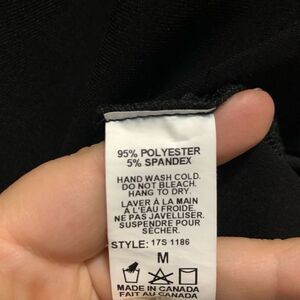 95% POLYESTER
5% SPANDEX
HAND WASH COLD.
DO NOT BLEACH.
HANG TO DRY.
LAVER À LA MAIN
À L'EAU FROIDE.
NE PAS JAVELLISER.
SUSPENDRE POUR
SÉCHER.
STYLE: 17S 1186
M
MADE IN CANADA
FAIT AU CANADA